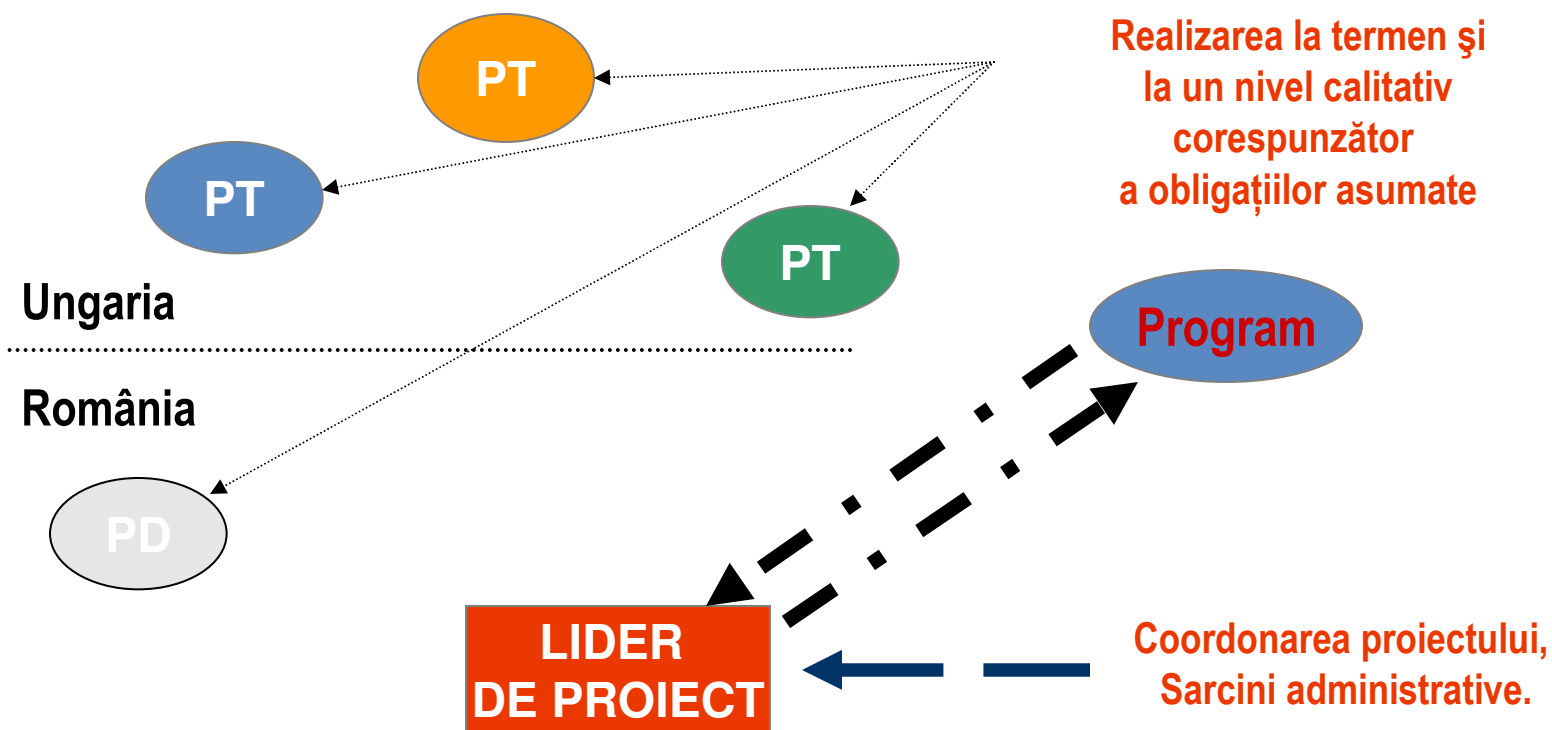 PT
Realizarea la termen şi
la un nivel calitativ
corespunzător
a obligațiilor asumate
PT
PT
Ungaria
Program
România
PD
LIDER
DE PROIECT
Coordonarea proiectului,
Sarcini administrative.